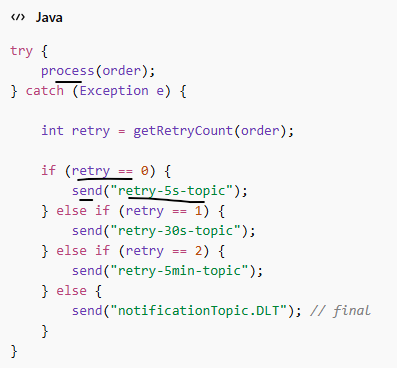 </> Java
try {
    process(order);
} catch (Exception e) {
    int retry = getRetryCount(order);
    if (retry == 0) {
        send("retry-5s-topic");
    } else if (retry == 1) {
        send("retry-30s-topic");
    } else if (retry == 2) {
        send("retry-5min-topic");
    } else {
        send("notificationTopic.DLT"); // final
    }
}